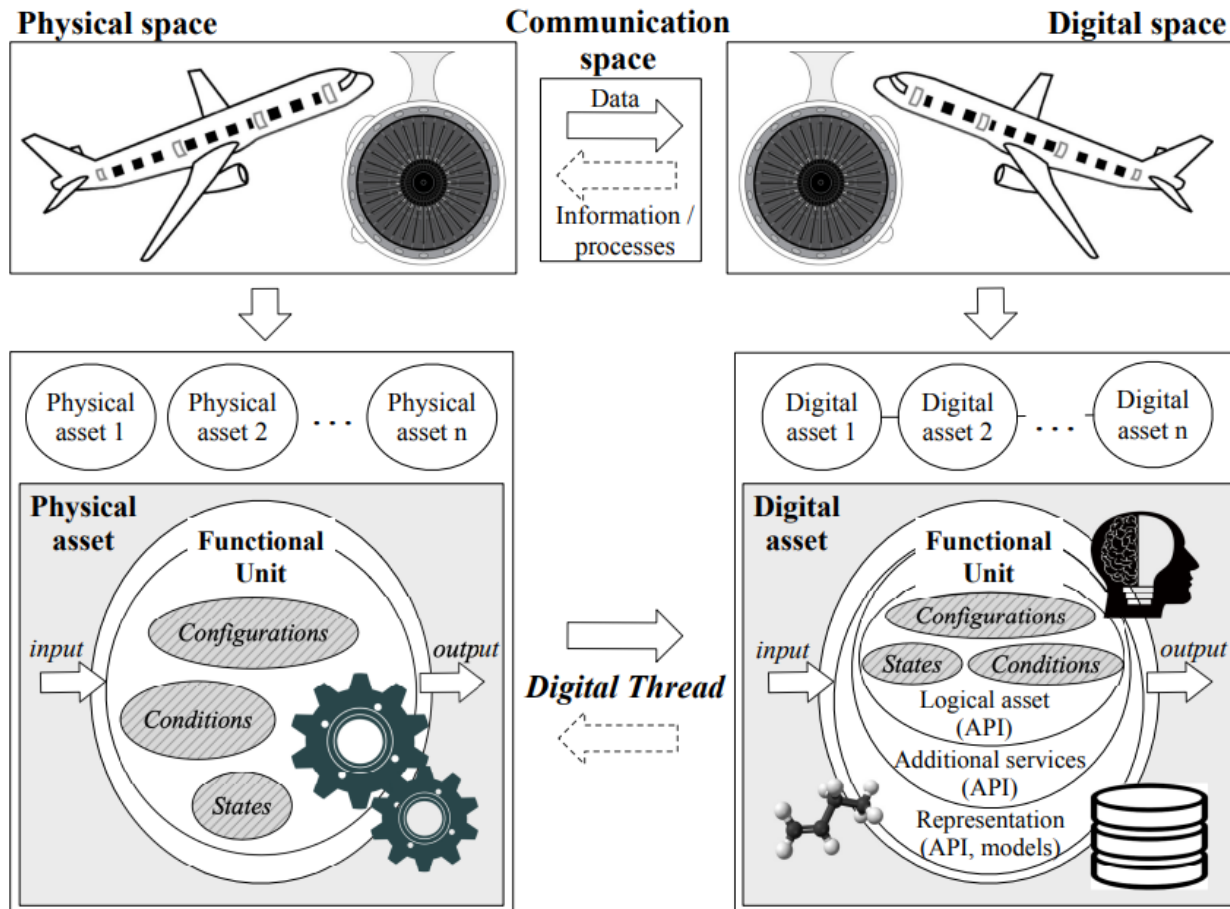 Physical space
Communication
space
Digital space
Data
Information /
processes
Physical
asset 1
Physical
asset 2
. . .
Physical
asset n
Digital
asset 1
Digital
asset 2
. . .
Digital
asset n
Physical
asset
Functional
Unit
Configurations
input
output
Conditions
States
Digital Thread
Digital
asset
Functional
Unit
Configurations
input
States
Conditions
output
Logical asset
(API)
Additional services
(API)
Representation
(API, models)